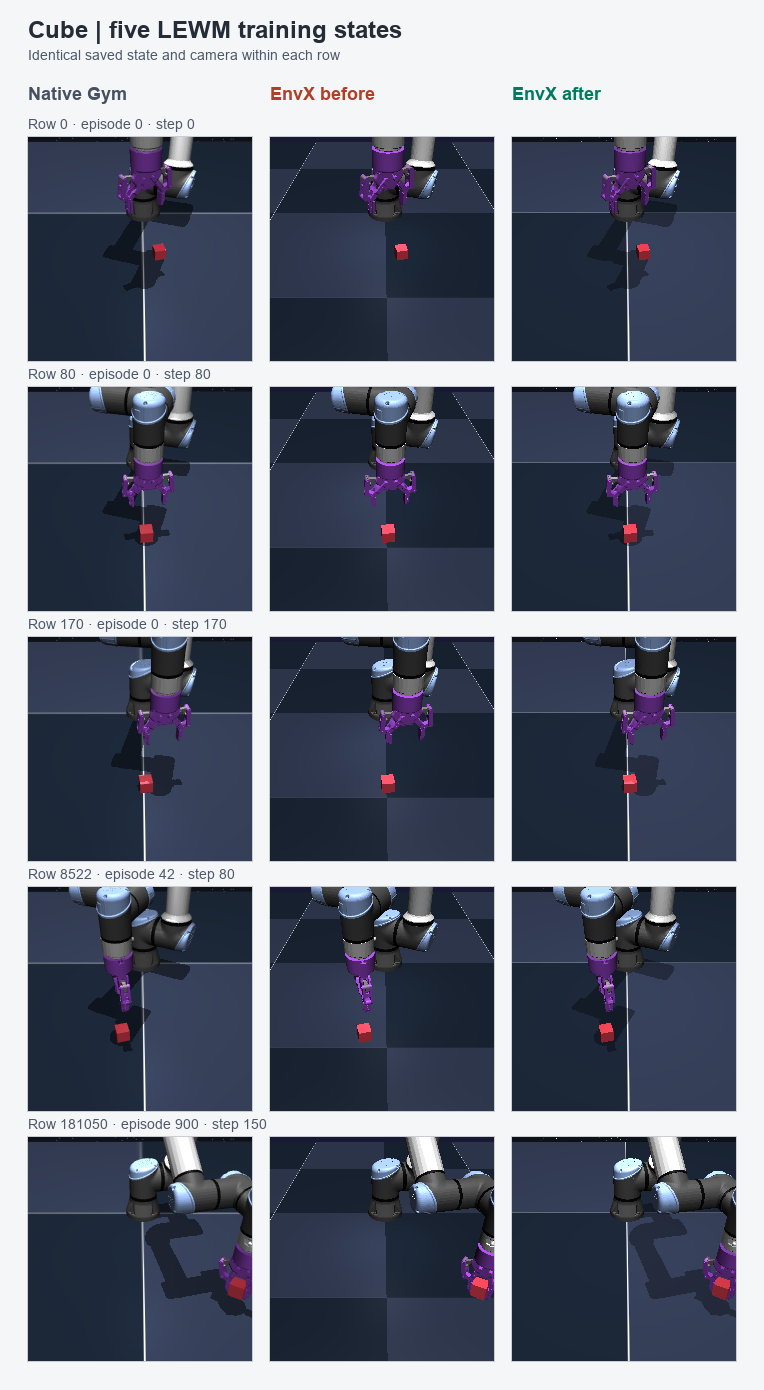 Cube | five LEWM training states
Identical saved state and camera within each row
Native Gym EnvX before EnvX after
Row 0 · episode 0 · step 0
Row 80 · episode 0 · step 80
Row 170 · episode 0 · step 170
Row 8522 · episode 42 · step 80
Row 181050 · episode 900 · step 150